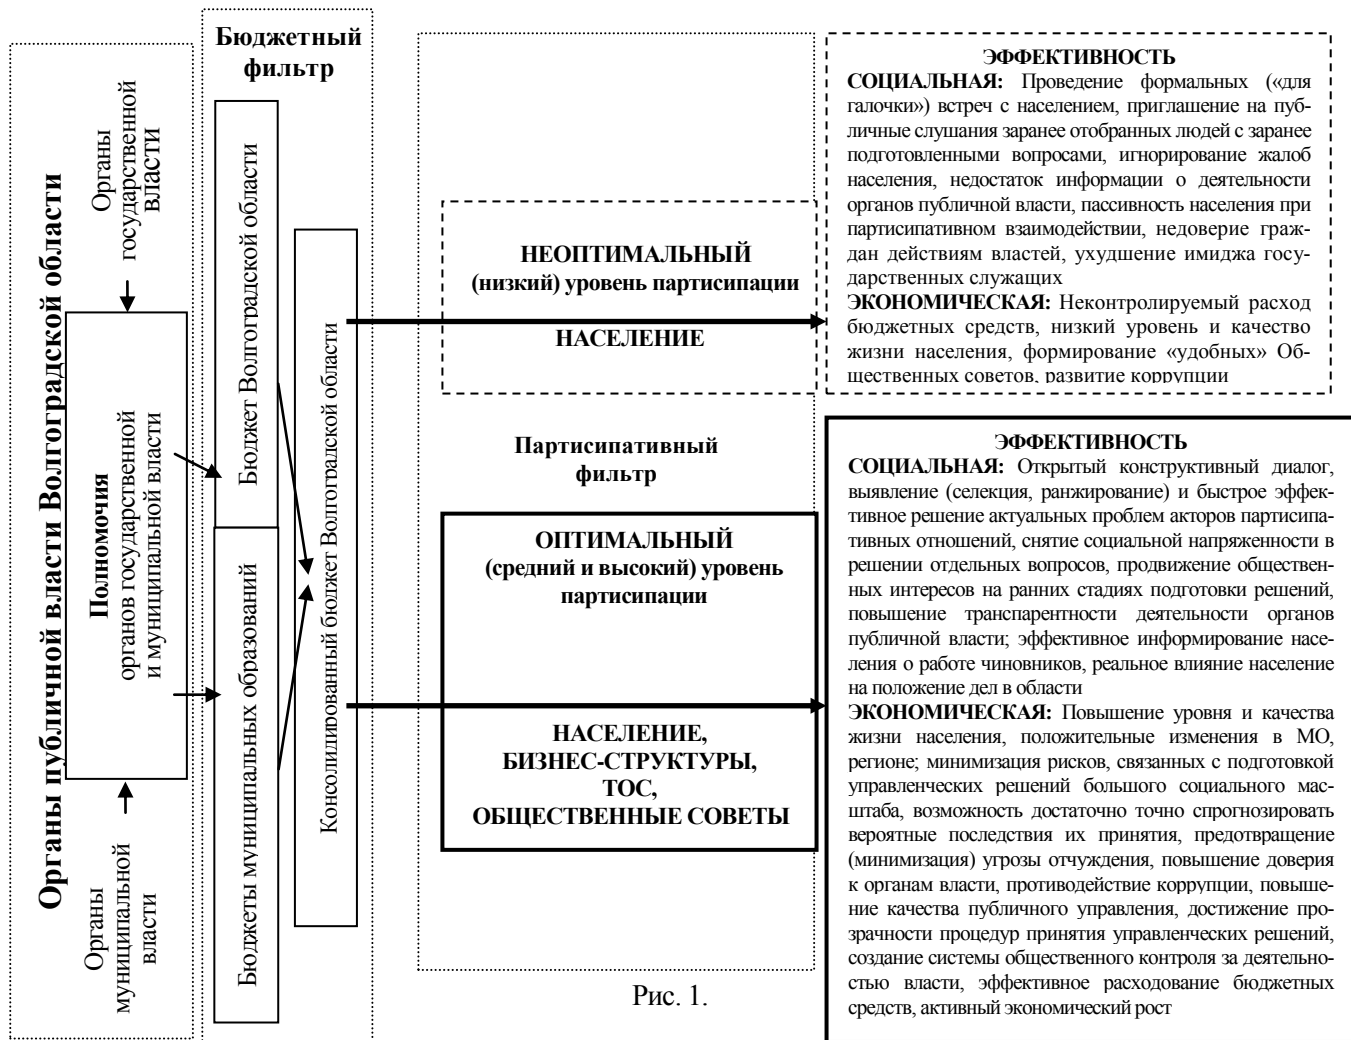 Органы публичной власти Волгоградской области
Органы
государственной
власти
Полномочия
органов государственной
и муниципальной власти
Органы
муниципальной
власти
Бюджетный
фильтр
Бюджет Волгоградской области
Бюджеты муниципальных образований
Консолидированный бюджет Волгоградской области
НЕОПТИМАЛЬНЫЙ
(низкий) уровень партисипации
НАСЕЛЕНИЕ
Партисипативный
фильтр
ОПТИМАЛЬНЫЙ
(средний и высокий) уровень
партисипации
НАСЕЛЕНИЕ,
БИЗНЕС-СТРУКТУРЫ,
ТОС,
ОБЩЕСТВЕННЫЕ СОВЕТЫ
Рис. 1.
ЭФФЕКТИВНОСТЬ
СОЦИАЛЬНАЯ: Проведение формальных («для
галочки») встреч с населением, приглашение на пуб-
личные слушания заранее отобранных людей с заранее
подготовленными вопросами, игнорирование жалоб
населения, недостаток информации о деятельности
органов публичной власти, пассивность населения при
партисипативном взаимодействии, недоверие граж-
дан действиям властей, ухудшение имиджа госу-
дарственных служащих
ЭКОНОМИЧЕСКАЯ: Неконтролируемый расход
бюджетных средств, низкий уровень и качество
жизни населения, формирование «удобных» Об-
щественных советов, развитие коррупции
ЭФФЕКТИВНОСТЬ
СОЦИАЛЬНАЯ: Открытый конструктивный диалог,
выявление (селекция, ранжирование) и быстрое эффек-
тивное решение актуальных проблем акторов партисипа-
тивных отношений, снятие социальной напряженности в
решении отдельных вопросов, продвижение обществен-
ных интересов на ранних стадиях подготовки решений,
повышение транспарентности деятельности органов
публичной власти; эффективное информирование насе-
ления о работе чиновников, реальное влияние население
на положение дел в области
ЭКОНОМИЧЕСКАЯ: Повышение уровня и качества
жизни населения, положительные изменения в МО,
регионе; минимизация рисков, связанных с подготовкой
управленческих решений большого социального мас-
штаба, возможность достаточно точно спрогнозировать
вероятные последствия их принятия, предотвращение
(минимизация) угрозы отчуждения, повышение доверия
к органам власти, противодействие коррупции, повыше-
ние качества публичного управления, достижение про-
зрачности процедур принятия управленческих решений,
создание системы общественного контроля за деятельно-
стью власти, эффективное расходование бюджетных
средств, активный экономический рост